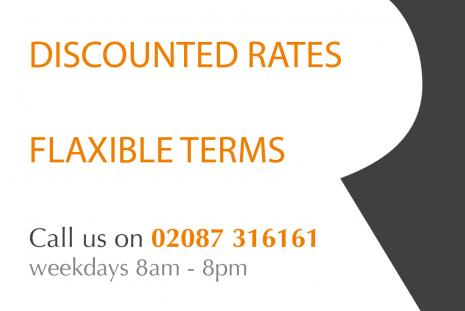 DISCOUNTED RATES
FLAXIBLE TERMS
Call us on 02087 316161
weekdays 8am - 8pm